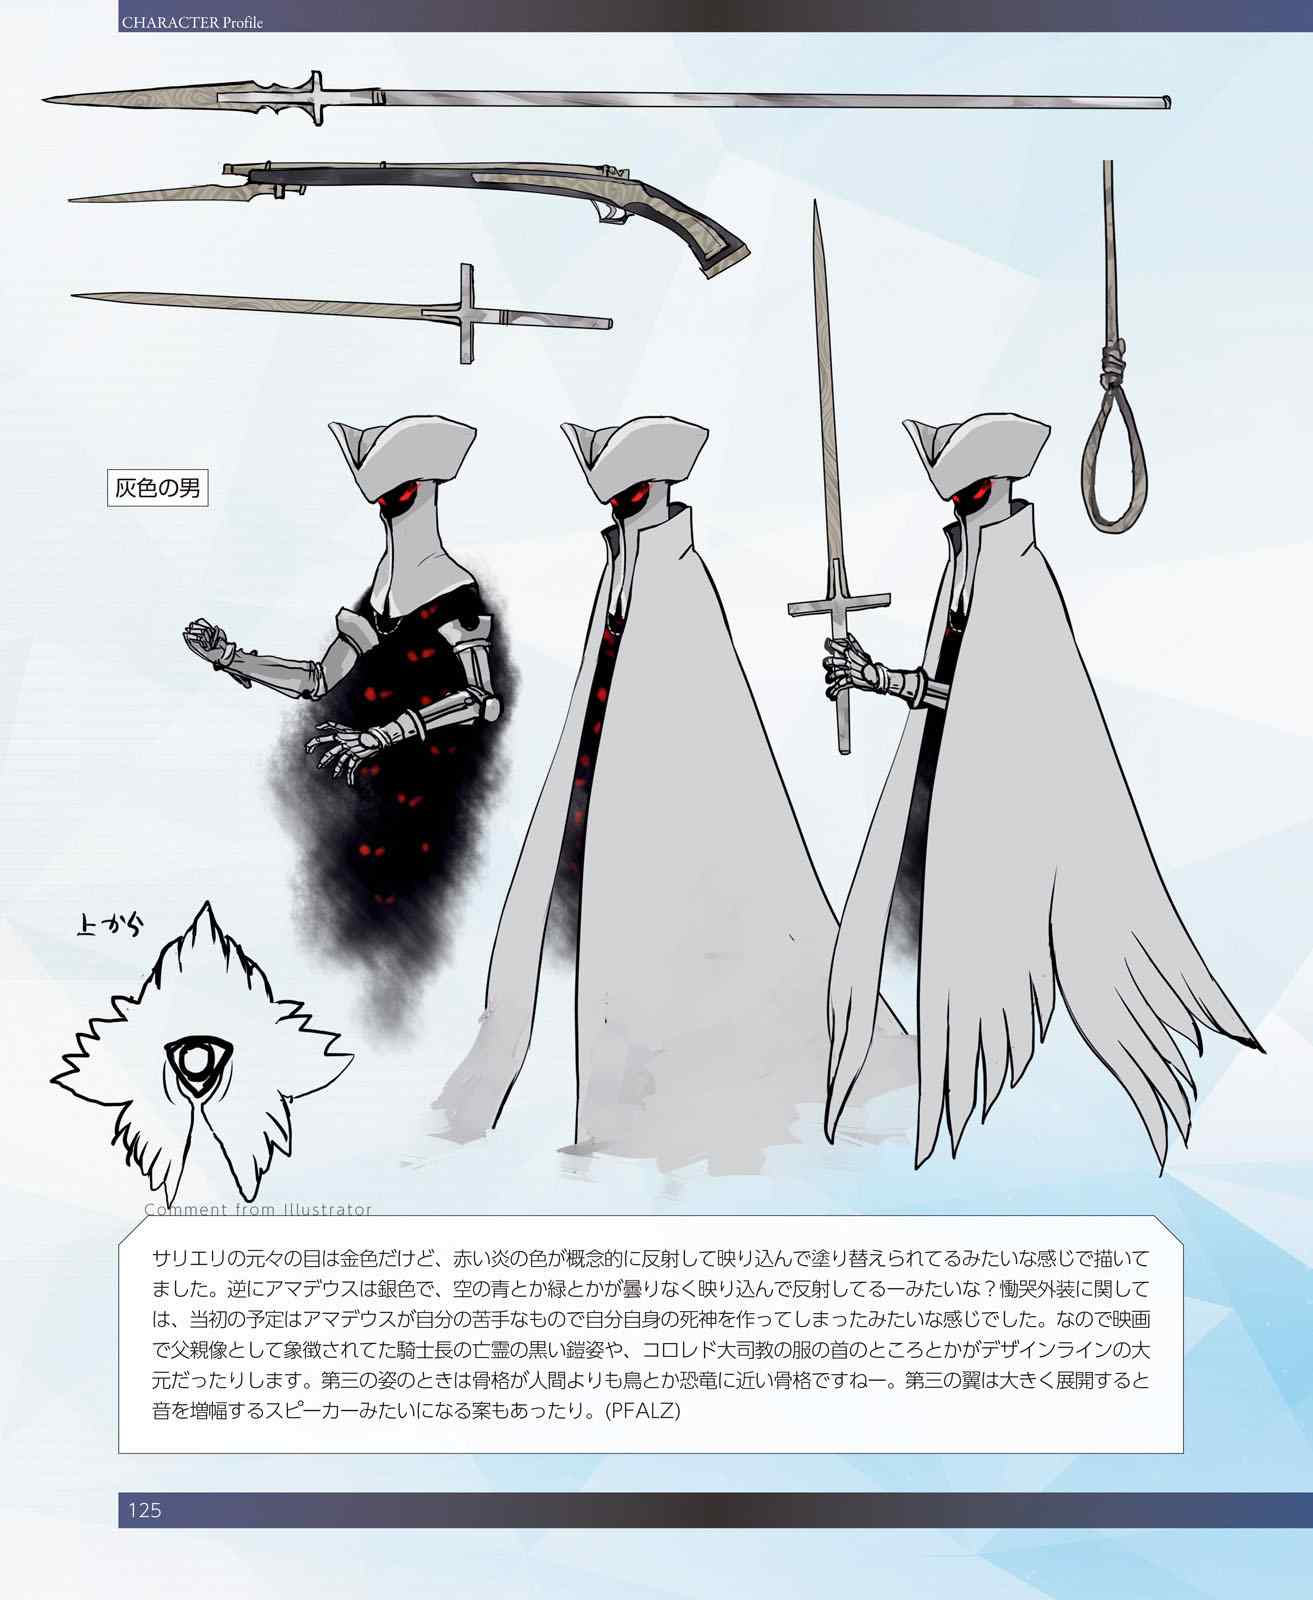 CHARACTER Profile
灰色の男
上から
Comment from Illustrator
サリエリの元々の目は金色だけど、赤い炎の色が概念的に反射して映り込んで塗り替えられてるみたいな感じで描いて
ました。逆にアマデウスは銀色で、空の青とか緑とかが曇りなく映り込んで反射してるーみたいな？慟哭外装に関して
は、当初の予定はアマデウスが自分の苦手なもので自分自身の死神を作ってしまったみたいな感じでした。なので映画
で父親像として象徴されてた騎士長の亡霊の黒い鎧姿や、コロレド大司教の服の首のところとかがデザインラインの大
元だったりします。第三の姿のときは骨格が人間よりも鳥とか恐竜に近い骨格ですねー。第三の翼は大きく展開すると
音を増幅するスピーカーみたいになる案もあったり。(PFALZ)
125